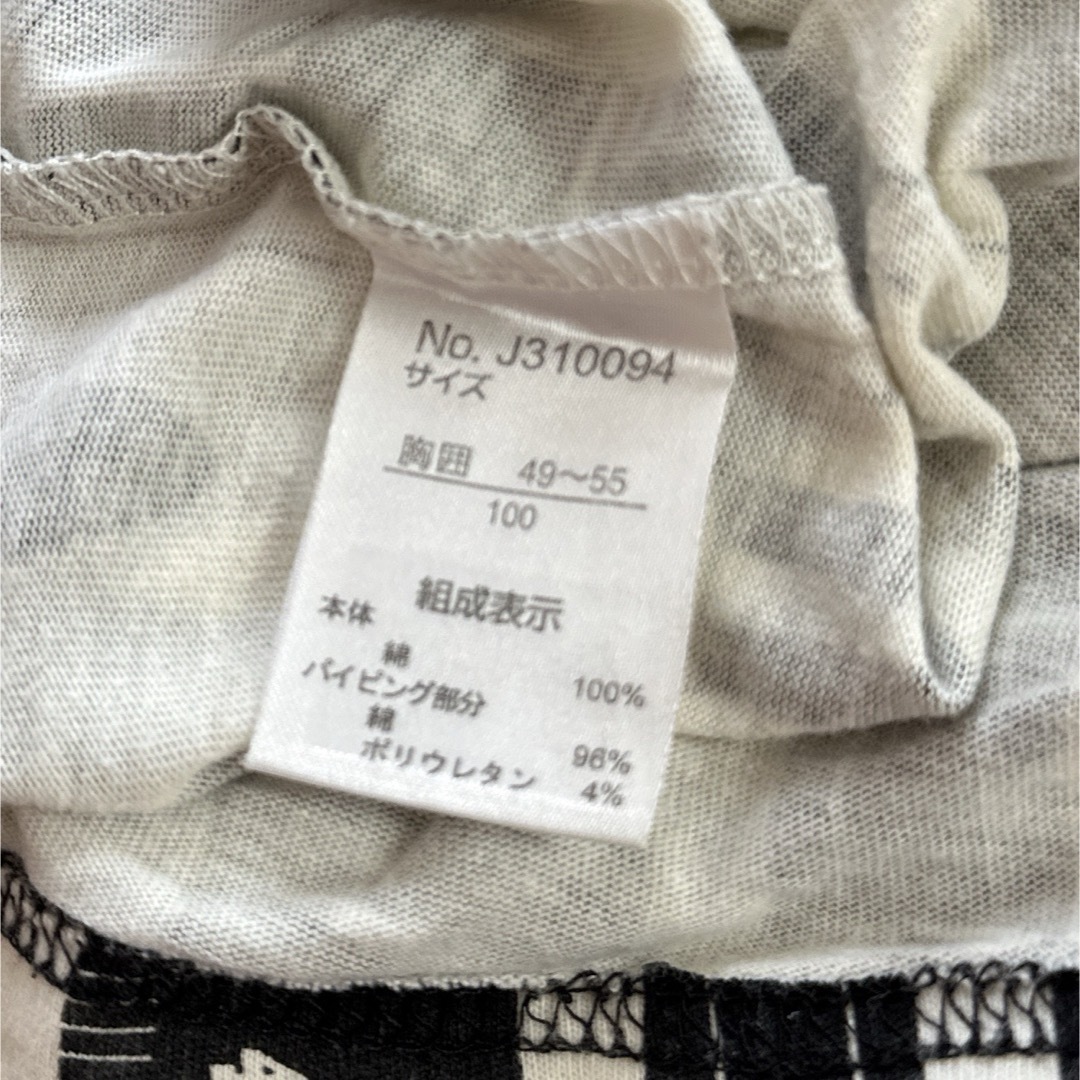 No. J310094
サイズ
胸囲 49〜55
100
組成表示
本体
綿 100%
パイピング部分
綿 96%
ポリウレタン 4%